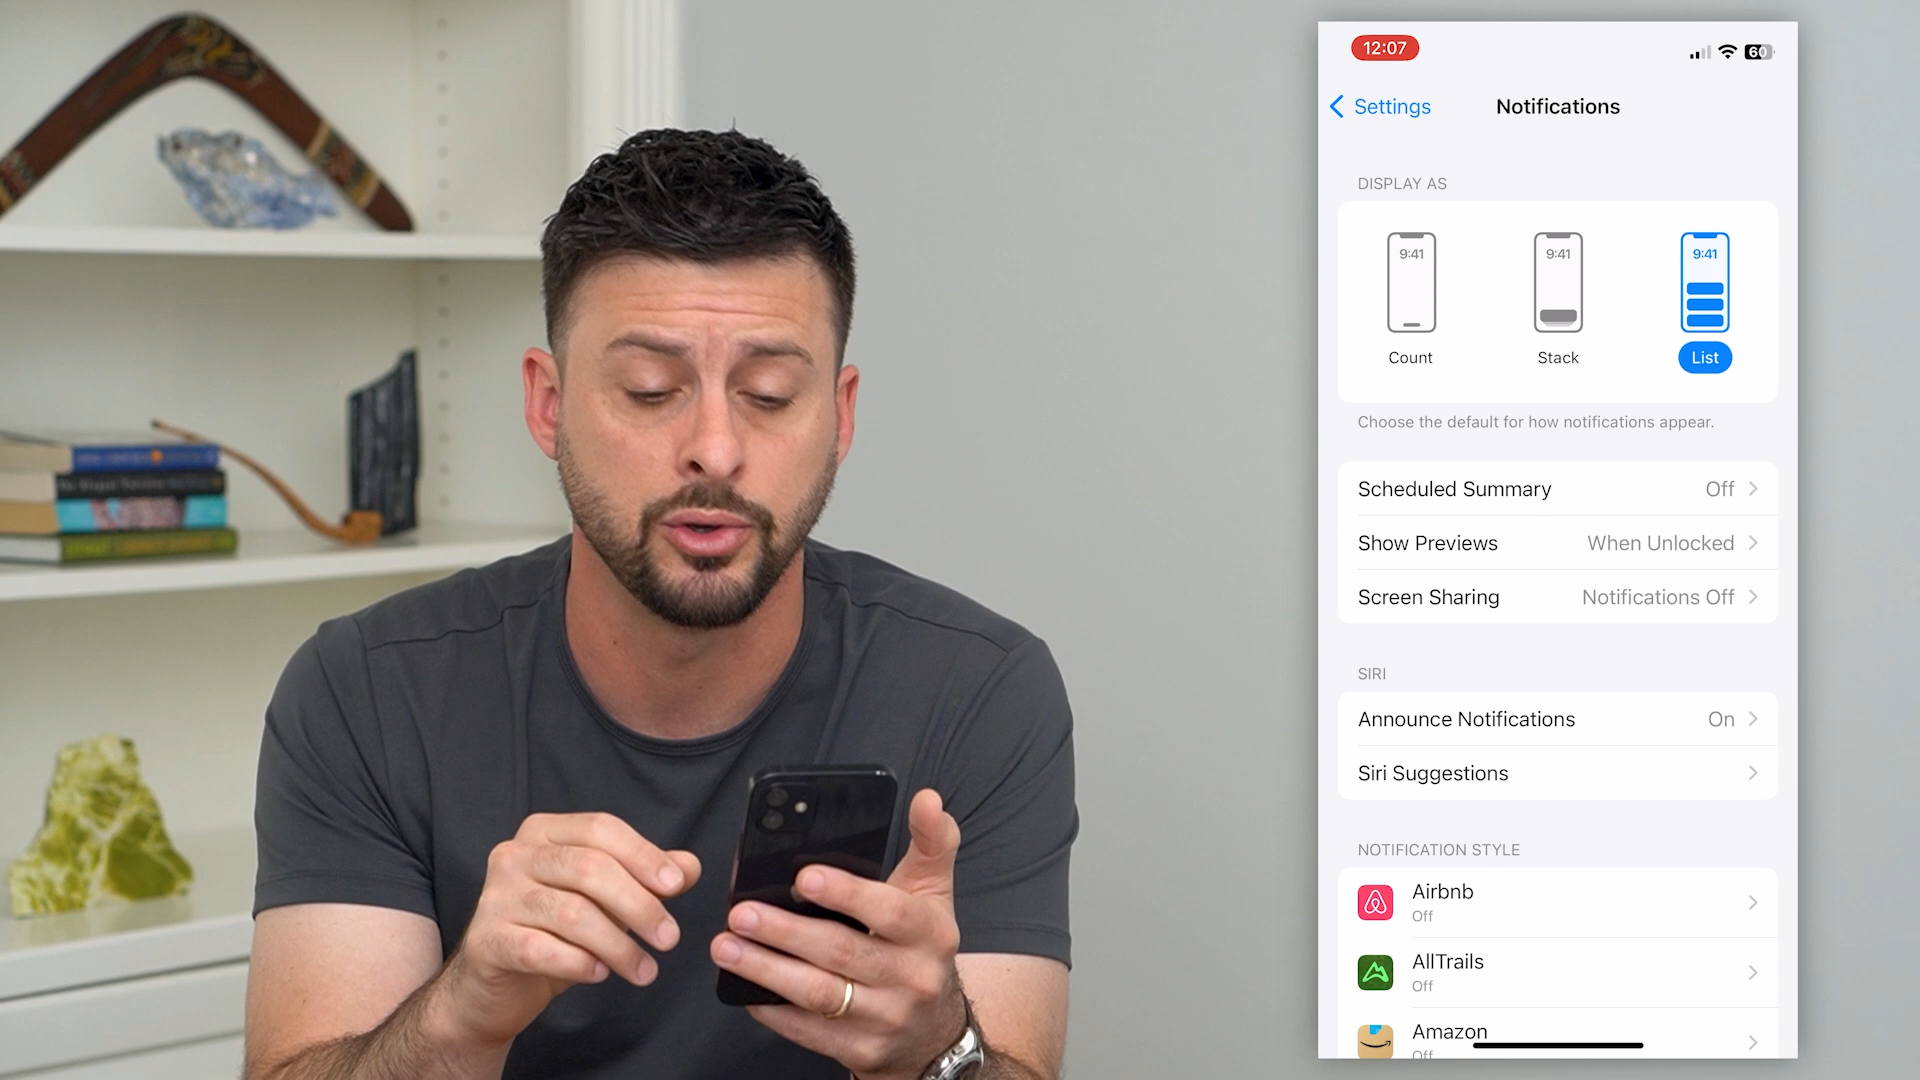 12:07
60
Settings
Notifications
DISPLAY AS
9:41
9:41
9:41
Count
Stack
List
Choose the default for how notifications appear.
Scheduled Summary
Off
Show Previews
When Unlocked
Screen Sharing
Notifications Off
SIRI
Announce Notifications
On
Siri Suggestions
NOTIFICATION STYLE
Airbnb
Off
AllTrails
Off
Amazon
Off